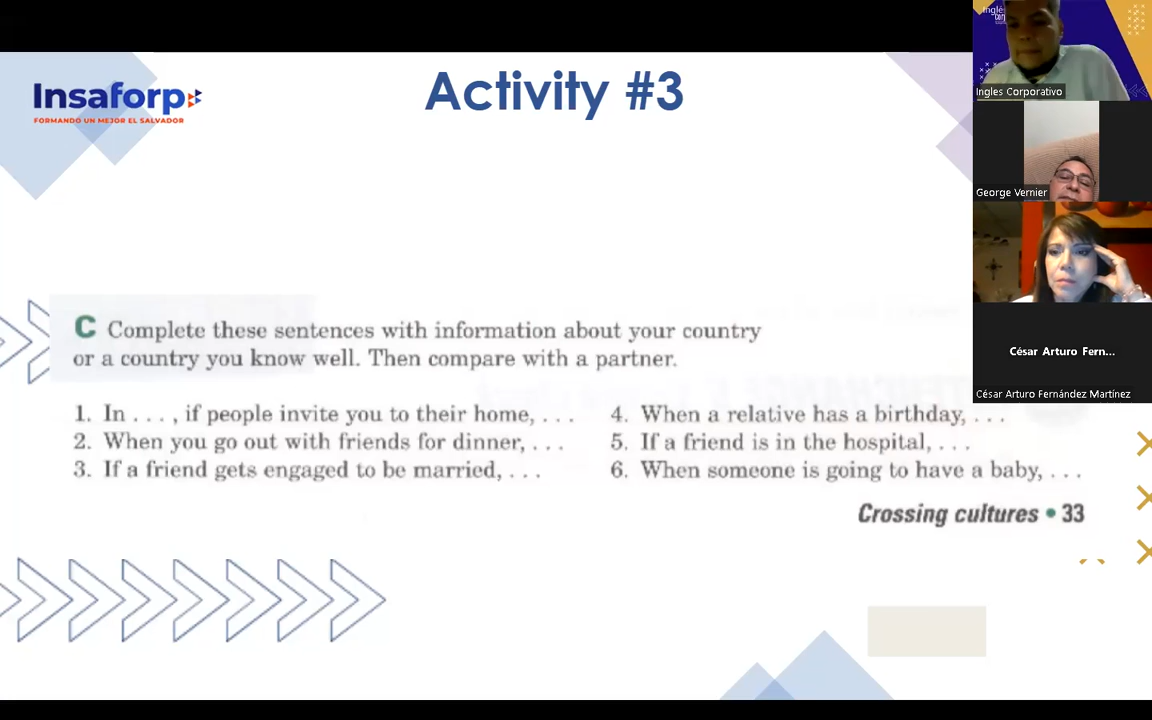 Insaforp
FORMANDO UN MEJOR EL SALVADOR
Activity #3
C Complete these sentences with information about your country
or a country you know well. Then compare with a partner.
1. In . . . , if people invite you to their home, . . .
2. When you go out with friends for dinner, . . .
3. If a friend gets engaged to be married, . . .
4. When a relative has a birthday, . . .
5. If a friend is in the hospital, . . .
6. When someone is going to have a baby, . . .
Crossing cultures • 33
Ingles Corporativo
George Vernier
César Arturo Fern...
César Arturo Fernández Martínez